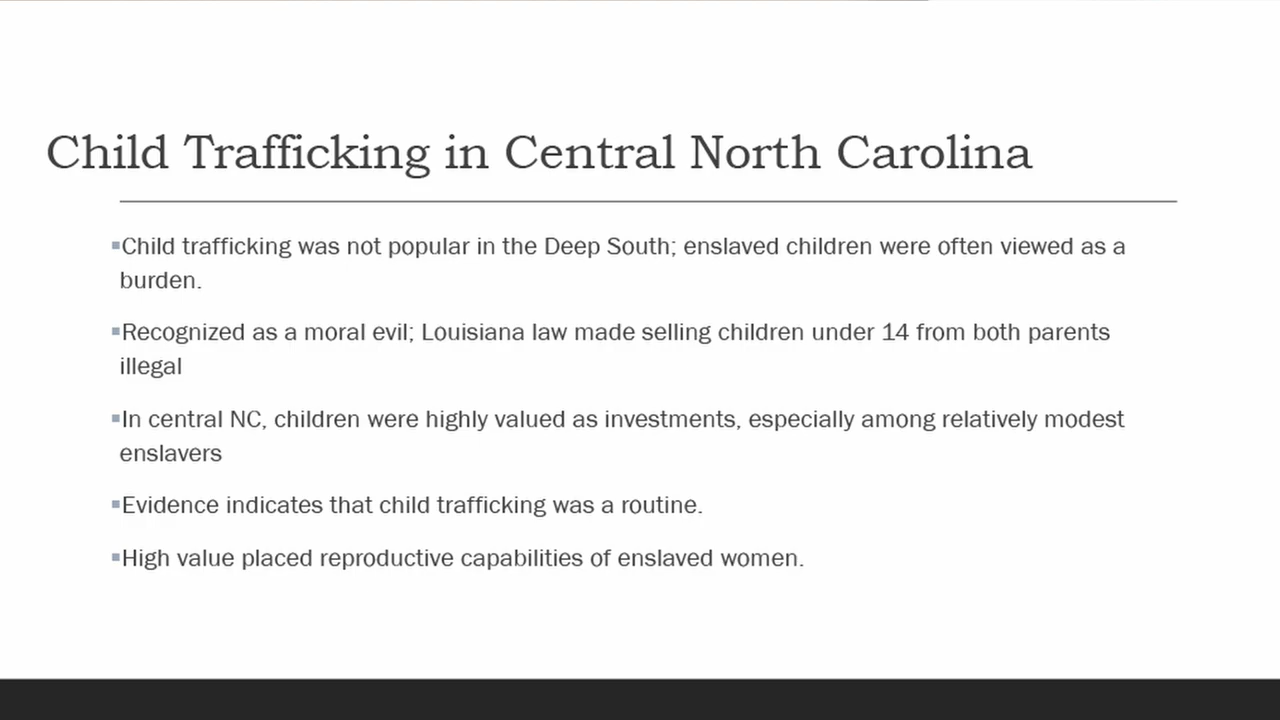 Child Trafficking in Central North Carolina
▪Child trafficking was not popular in the Deep South; enslaved children were often viewed as a
burden.
▪Recognized as a moral evil; Louisiana law made selling children under 14 from both parents
illegal
▪In central NC, children were highly valued as investments, especially among relatively modest
enslavers
▪Evidence indicates that child trafficking was a routine.
▪High value placed reproductive capabilities of enslaved women.